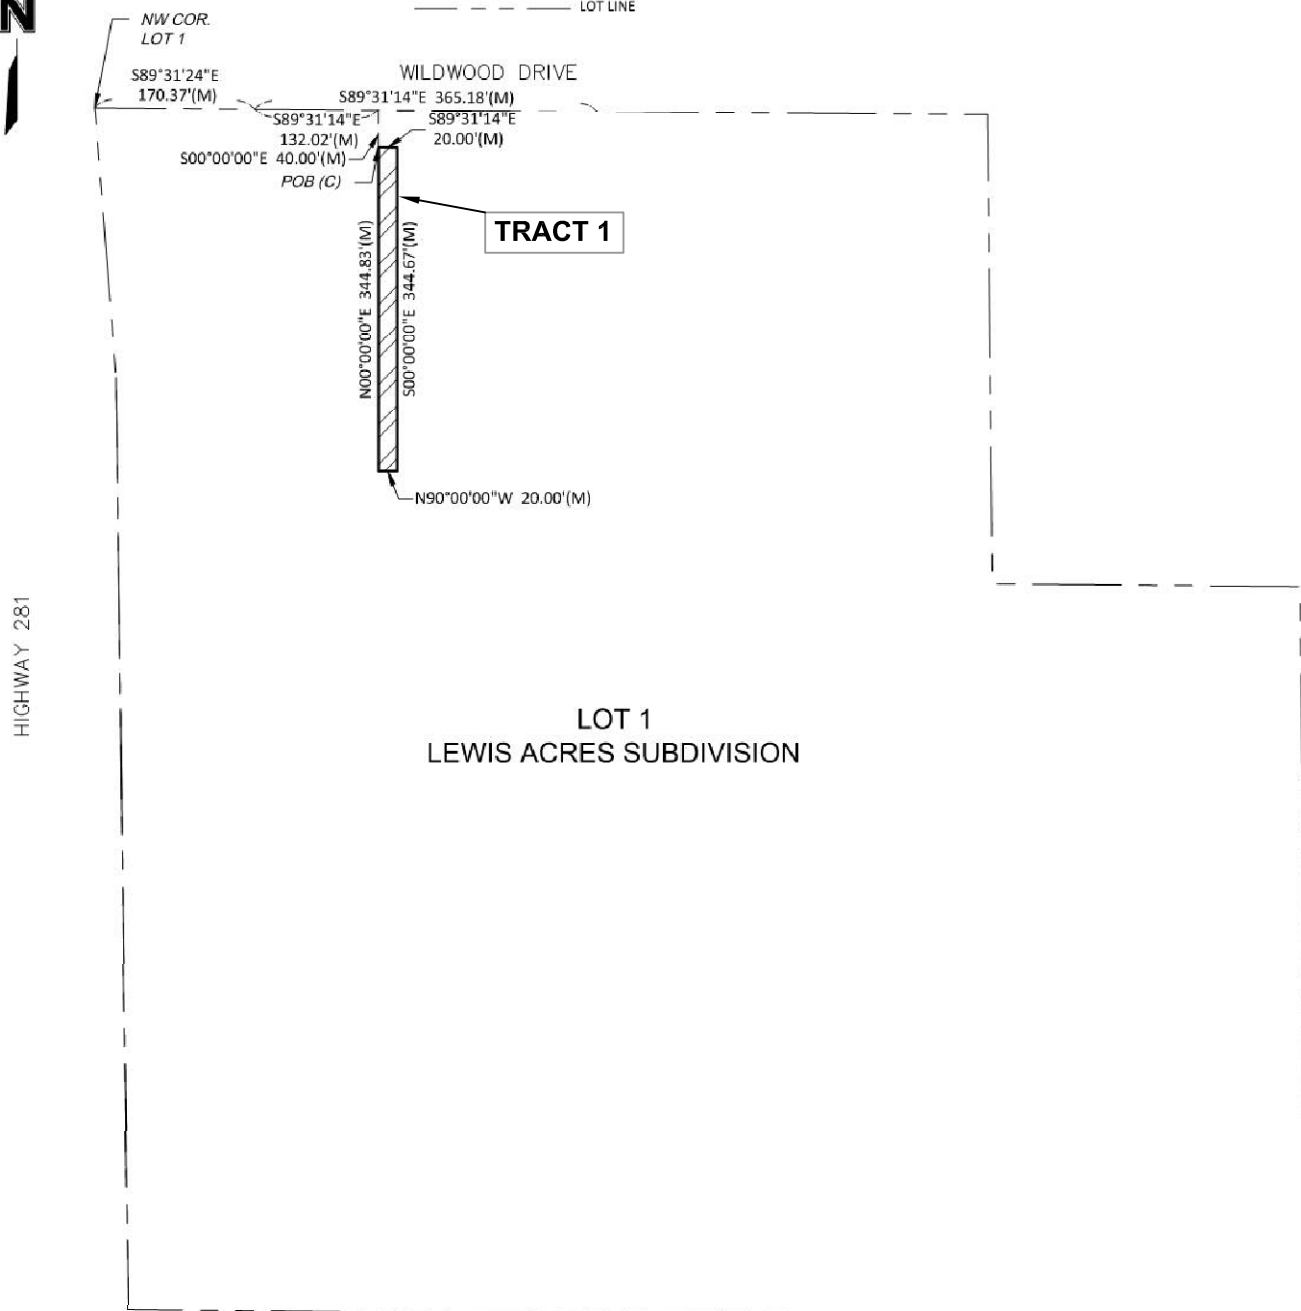 N
LOT LINE
NW COR.
LOT 1
WILDWOOD DRIVE
S89°31'24"E
170.37'(M)
S89°31'14"E 365.18'(M)
S89°31'14"E
132.02'(M)
S89°31'14"E
20.00'(M)
S00°00'00"E 40.00'(M)
POB (C)
TRACT 1
N00°00'00"E 344.83'(M)
S00°00'00"E 344.67'(M)
N90°00'00"W 20.00'(M)
HIGHWAY 281
LOT 1
LEWIS ACRES SUBDIVISION